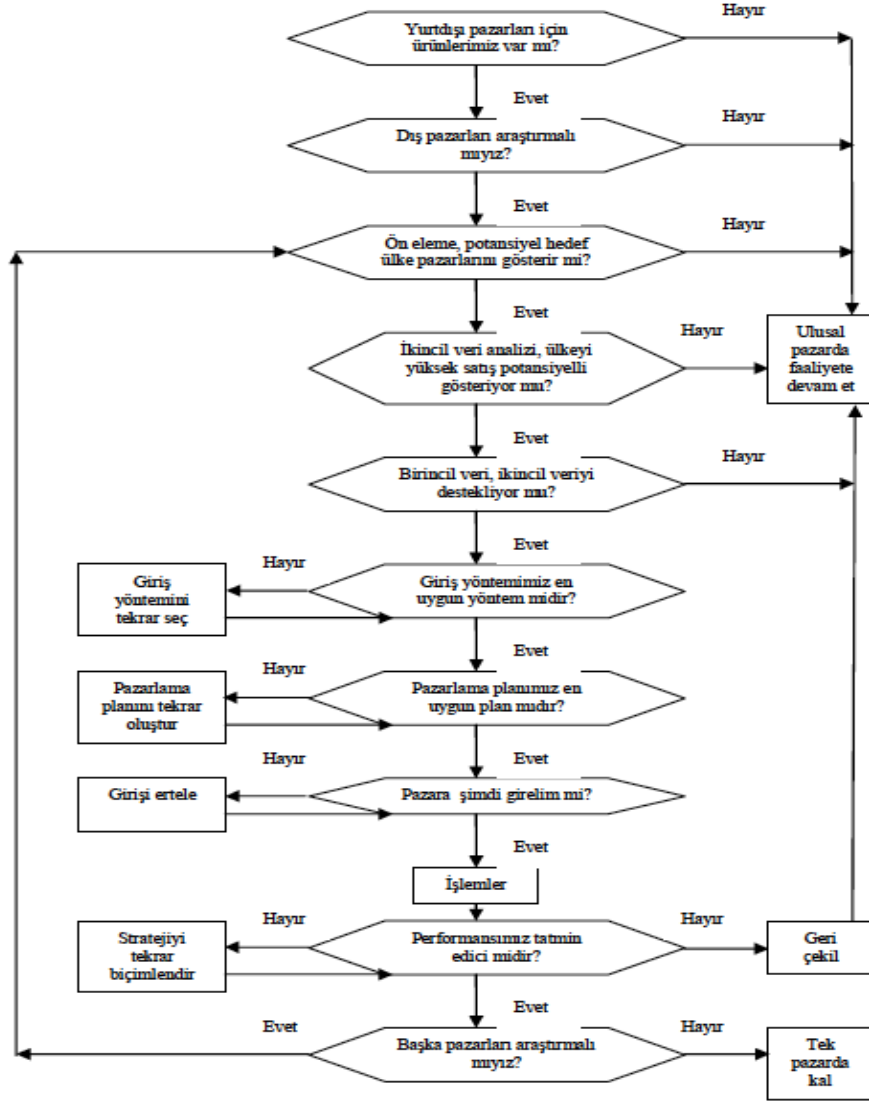 Hayır
Yurtdışı pazarları için
ürünlerimiz var mı?
Evet
Hayır
Dış pazarları araştırmalı
mıyız?
Evet
Hayır
Ön eleme, potansiyel hedef
ülke pazarlarını gösterir mi?
Evet
Hayır
İkincil veri analizi, ülkeyi
yüksek satış potansiyelli
gösteriyor mu?
Ulusal
pazarda
faaliyete
devam et
Evet
Hayır
Birincil veri, ikincil veriyi
destekliyor mu?
Evet
Hayır
Giriş
yöntemini
tekrar seç
Giriş yöntemimiz en
uygun yöntem midir?
Evet
Hayır
Pazarlama
planını tekrar
oluştur
Pazarlama planımız en
uygun plan mıdır?
Evet
Hayır
Girişi ertele
Pazara şimdi girelim mi?
Evet
İşlemler
Hayır
Hayır
Stratejiyi
tekrar
biçimlendir
Performansımız tatmin
edici midir?
Geri
çekil
Evet
Evet
Hayır
Başka pazarları araştırmalı
mıyız?
Tek
pazarda
kal